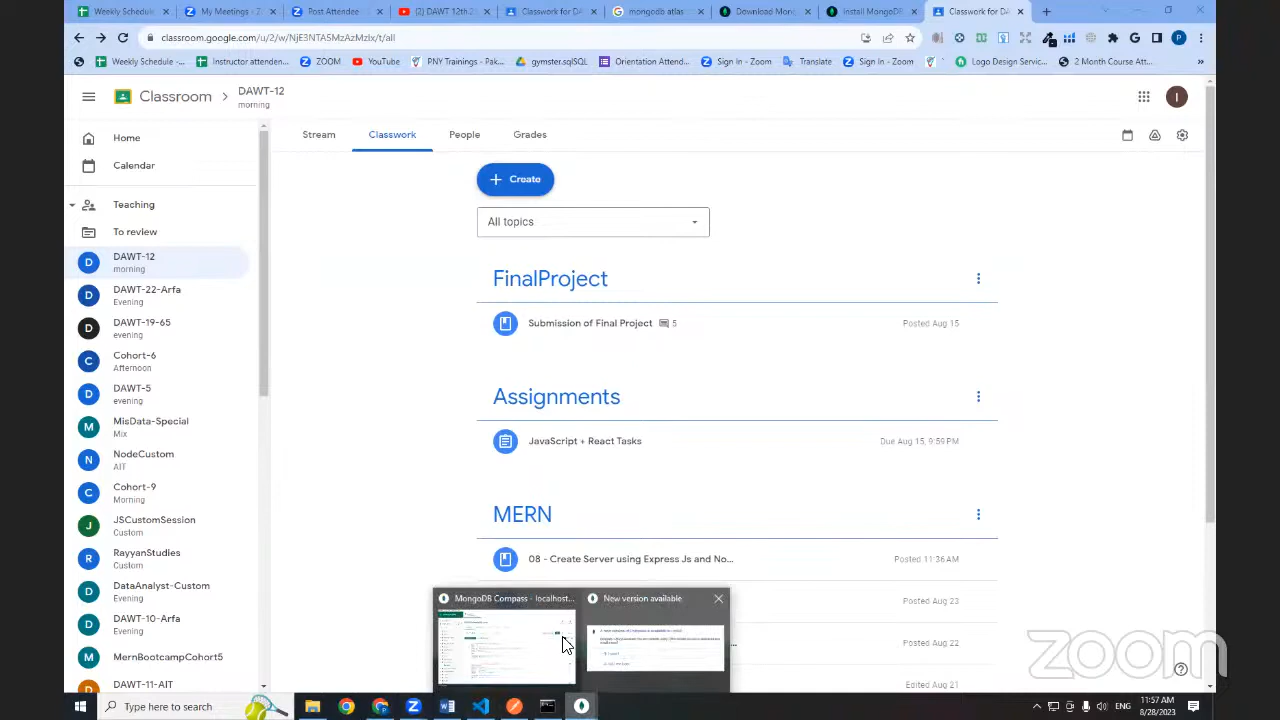 Weekly Sched
My Meetings - Z
Post Attendee
(2) DAWT 12th
Classwork for DA
mongodb atlas
Download Mon
Install MongoDB
Classwork for DA
classroom.google.com/u/2/w/NjE3NTA5MzAzMzIx/t/all
Weekly Schedule -...
Instructor attenden...
ZOOM
YouTube
PNY Trainings - Pak...
gymster.sqlSQL
Orientation Attend...
Sign In - Zoom
Translate
Sign In - Zoom
Logo Design Servic...
2 Month Course Att...
Classroom
DAWT-12
morning
Home
Calendar
Teaching
To review
DAWT-12
morning
DAWT-22-Arfa
Evening
DAWT-19-65
evening
Cohort-6
Afternoon
DAWT-5
evening
MisData-Special
Mix
NodeCustom
AIT
Cohort-9
Morning
JSCustomSession
Custom
RayyanStudies
Custom
DataAnalyst-Custom
Evening
DAWT-10-Arfa
Evening
DAWT-11-AIT
Stream
Classwork
People
Grades
Create
All topics
FinalProject
Submission of Final Project 5
Posted Aug 15
Assignments
JavaScript + React Tasks
Due Aug 15, 9:59 PM
MERN
08 - Create Server using Express Js and No...
Posted 11:36 AM
Posted Aug 23
Posted Aug 22
Edited Aug 21
MongoDB Compass - localhost...
New version available
zoom
Type here to search
ENG
11:57 AM
8/28/2023